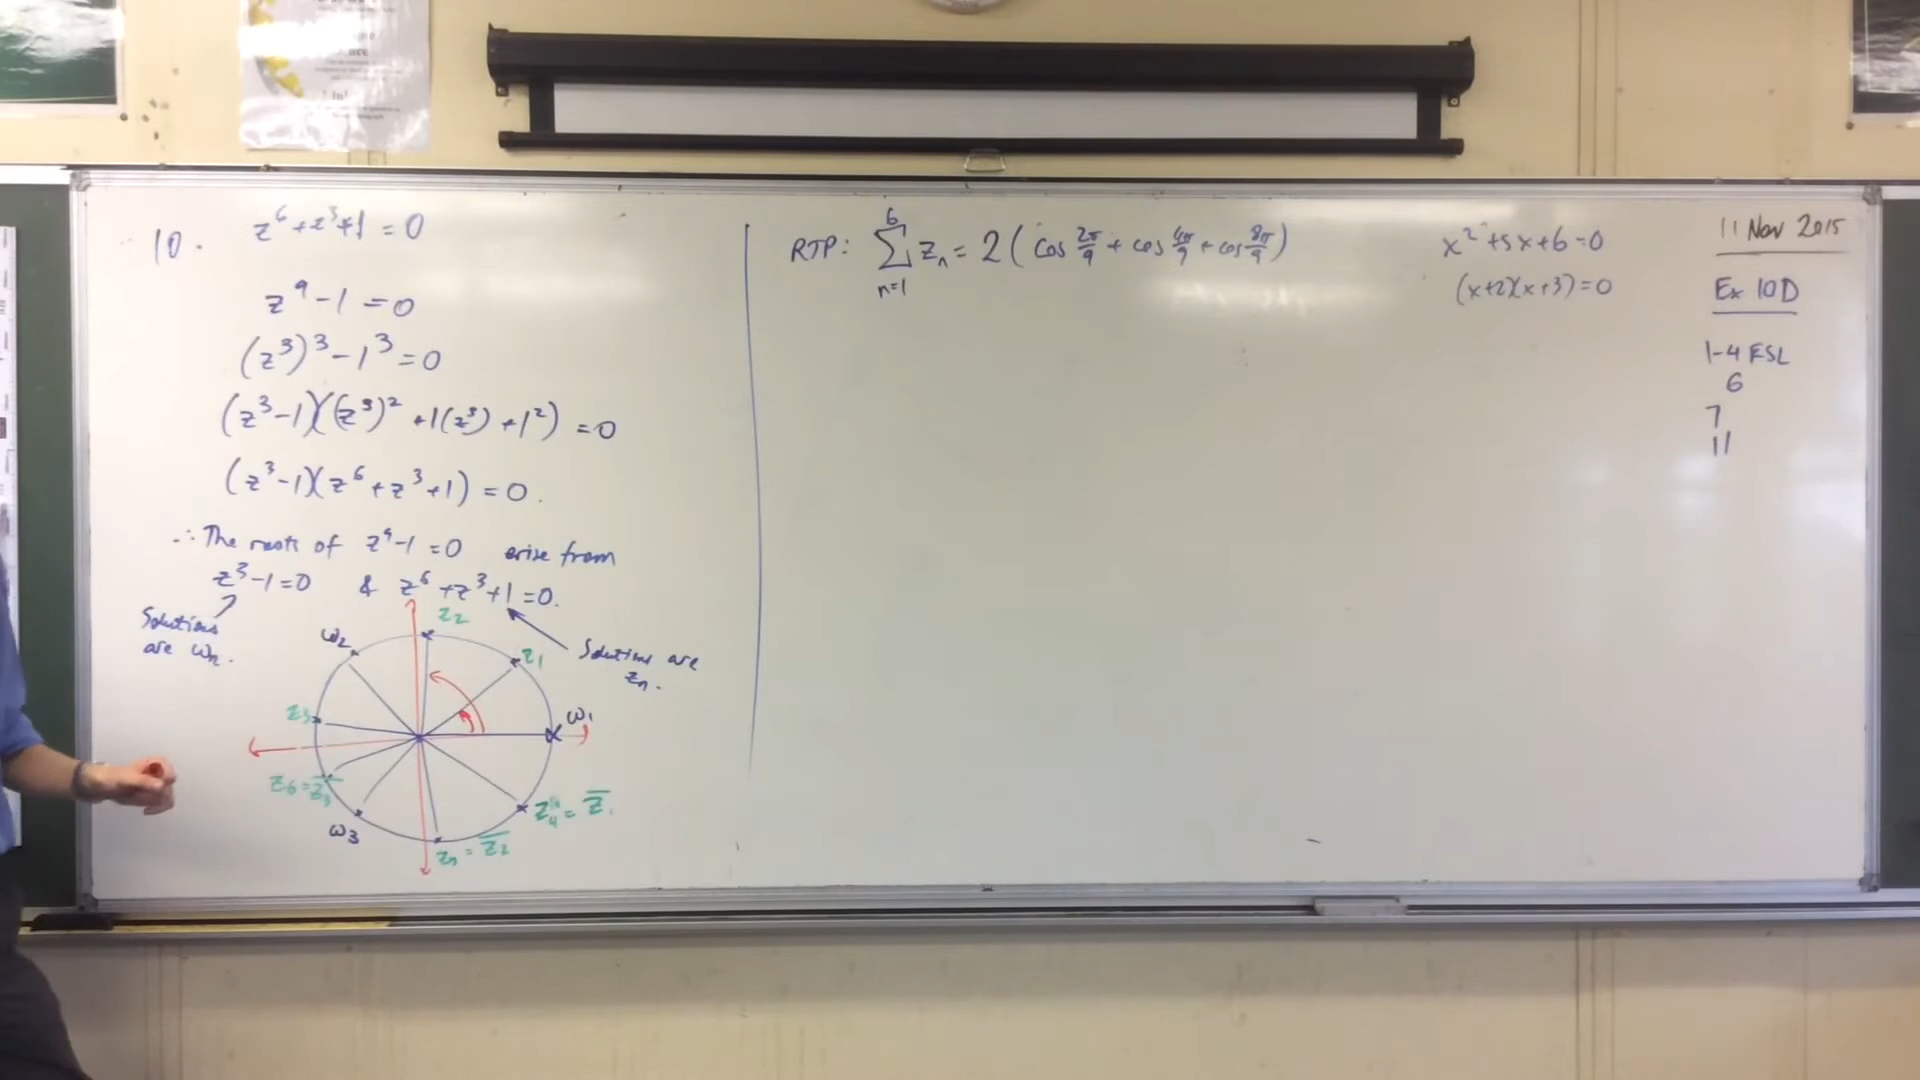 10. z⁶ + z³ + 1 = 0
z⁹ - 1 = 0
(z³)³ - 1³ = 0
(z³-1)((z³)² + 1(z³) + 1²) = 0
(z³-1)(z⁶ + z³ + 1) = 0.
∴ The roots of z⁹-1 = 0 arise from
z³-1 = 0 & z⁶ + z³ + 1 = 0.
Solutions
are ωₙ.
Solutions are
zₙ.
z₂
ω₂
z₁
z₃
ω₁
z₆ = z̅₃
z₄ = z̅₁
ω₃
z₅ = z̅₂
RTP: ∑ₙ₌₁⁶ zₙ = 2(cos 2π/9 + cos 4π/9 + cos 8π/9)
x² + 5x + 6 = 0
(x+2)(x+3) = 0
11 Nov 2015
Ex 10D
1-4 ESL
6
7
11